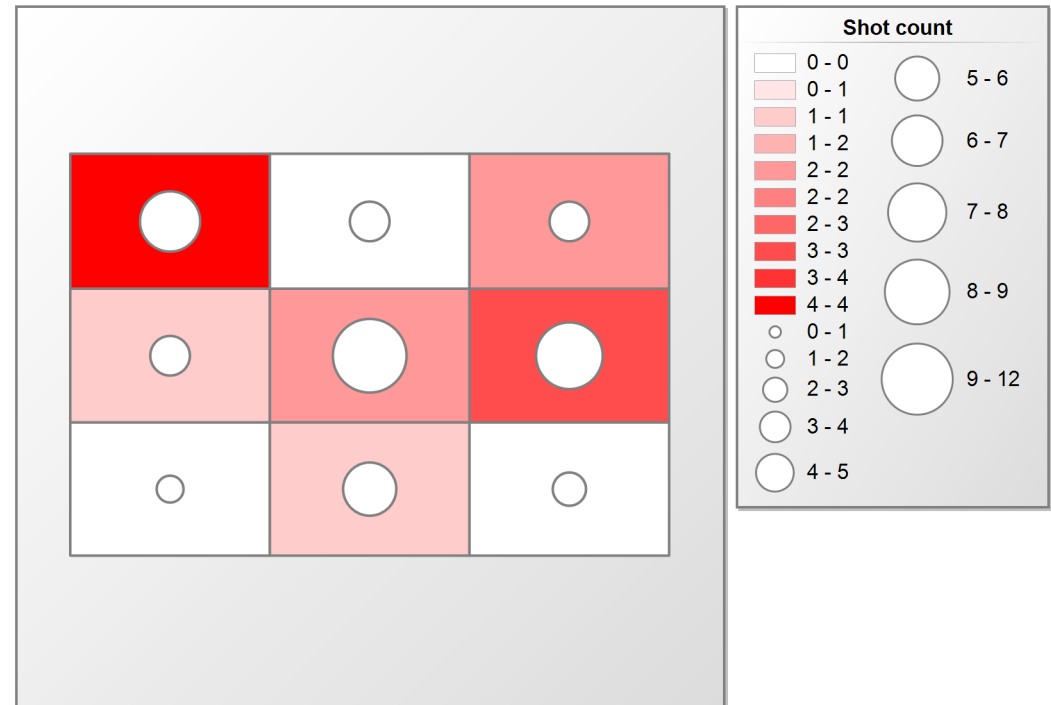 Shot count
0 - 0
0 - 1
1 - 1
1 - 2
2 - 2
2 - 2
2 - 3
3 - 3
3 - 4
4 - 4
0 - 1
1 - 2
2 - 3
3 - 4
4 - 5
5 - 6
6 - 7
7 - 8
8 - 9
9 - 12